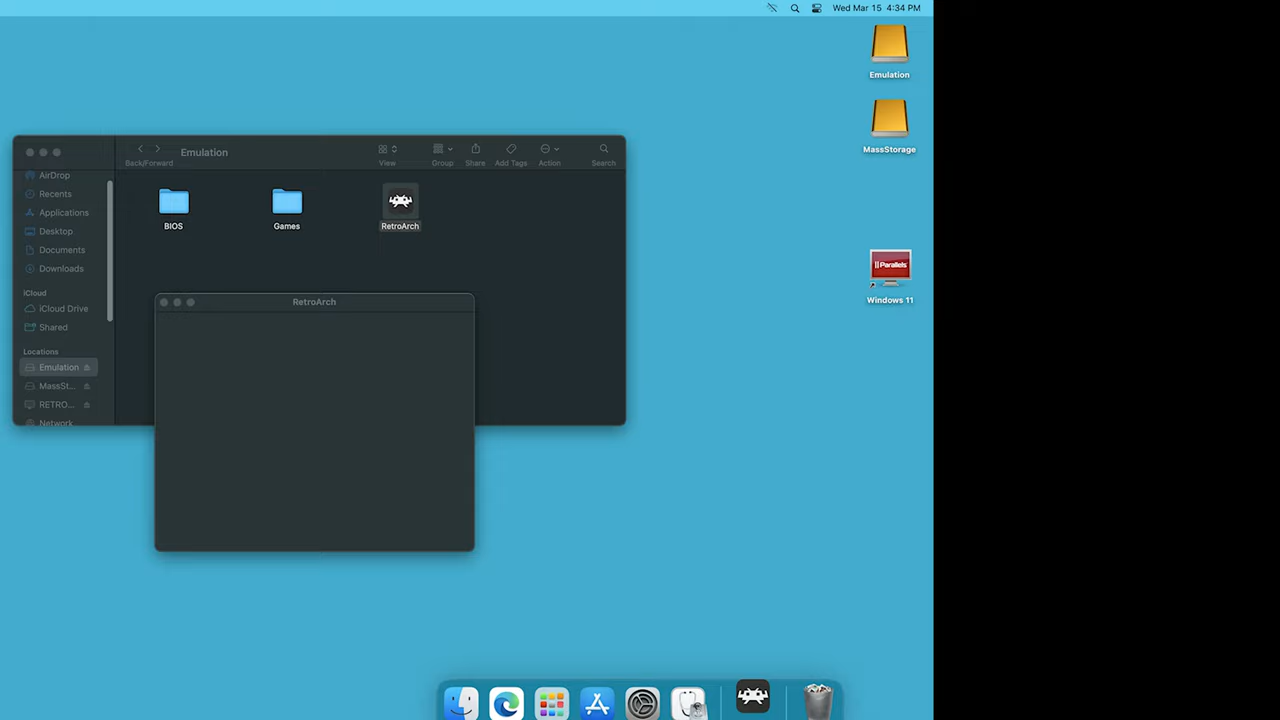 Wed Mar 15 4:34 PM
Emulation
MassStorage
|| Parallels
Windows 11
Emulation
Back/Forward
View
Group
Share
Add Tags
Action
Search
AirDrop
Recents
Applications
Desktop
Documents
Downloads
iCloud
iCloud Drive
Shared
Locations
Emulation
MassSt...
RETRO...
Network
BIOS
Games
RetroArch
RetroArch